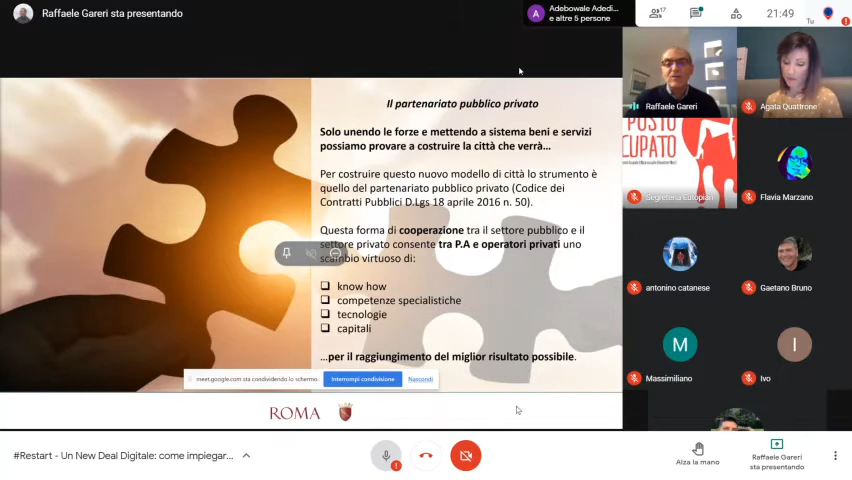 Raffaele Gareri sta presentando
A
Adebowale Adedi...
e altre 5 persone
17
21:49
Tu
Il partenariato pubblico privato
Solo unendo le forze e mettendo a sistema beni e servizi
possiamo provare a costruire la città che verrà…
Per costruire questo nuovo modello di città lo strumento è
quello del partenariato pubblico privato (Codice dei
Contratti Pubblici D.Lgs 18 aprile 2016 n. 50).
Questa forma di cooperazione tra il settore pubblico e il
settore privato consente tra P.A e operatori privati uno
scambio virtuoso di:
know how
competenze specialistiche
tecnologie
capitali
…per il raggiungimento del miglior risultato possibile.
meet.google.com sta condividendo lo schermo.
Interrompi condivisione
Nascondi
ROMA
Raffaele Gareri
Agata Quattrone
POSTO
CUPATO
Segreteria Eutopian
Flavia Marzano
antonino catanese
Gaetano Bruno
M
Massimiliano
I
Ivo
#Restart - Un New Deal Digitale: come impiegar...
Alza la mano
Raffaele Gareri
sta presentando